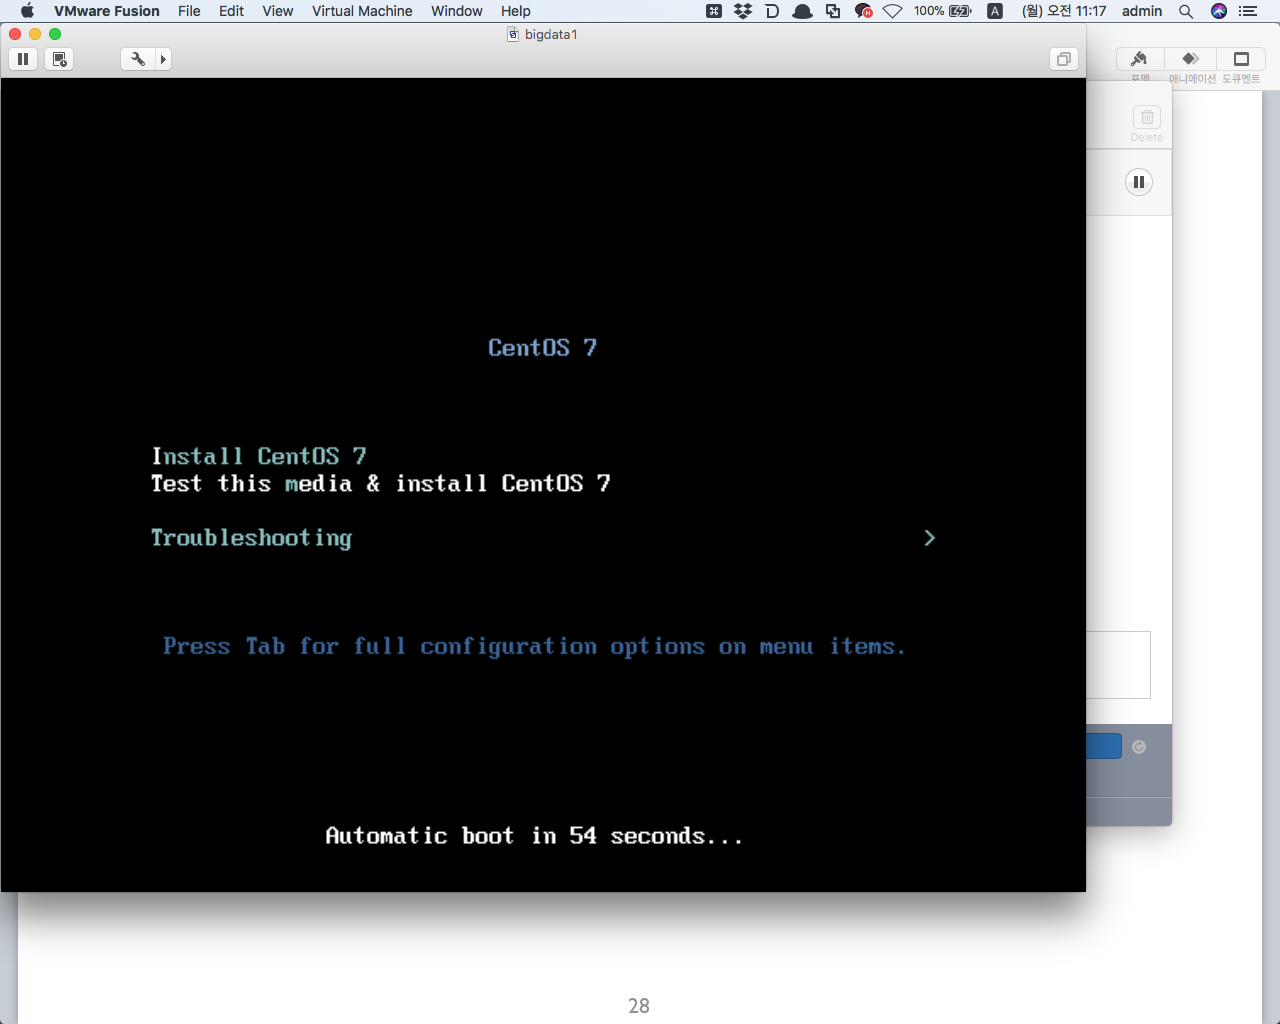 VMware Fusion File Edit View Virtual Machine Window Help 100% A (월) 오전 11:17 admin
bigdata1
포맷 애니메이션 도큐멘트
Delete
CentOS 7
Install CentOS 7
Test this media & install CentOS 7
Troubleshooting >
Press Tab for full configuration options on menu items.
Automatic boot in 54 seconds...
28